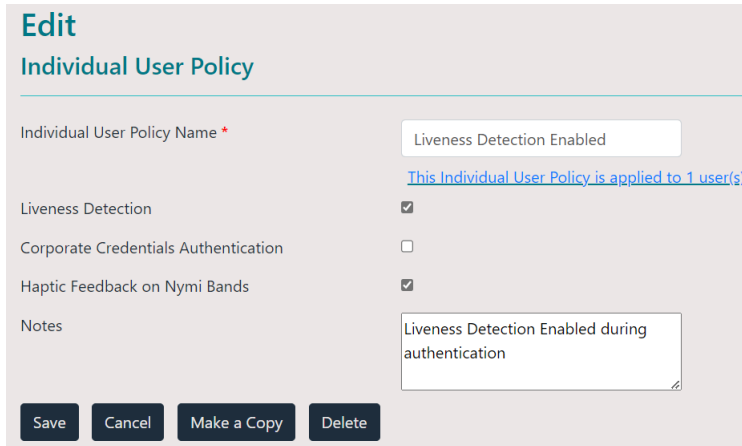 Edit
Individual User Policy
Individual User Policy Name *
Liveness Detection Enabled
This Individual User Policy is applied to 1 user(s)
Liveness Detection
Corporate Credentials Authentication
Haptic Feedback on Nymi Bands
Notes
Liveness Detection Enabled during
authentication
Save Cancel Make a Copy Delete